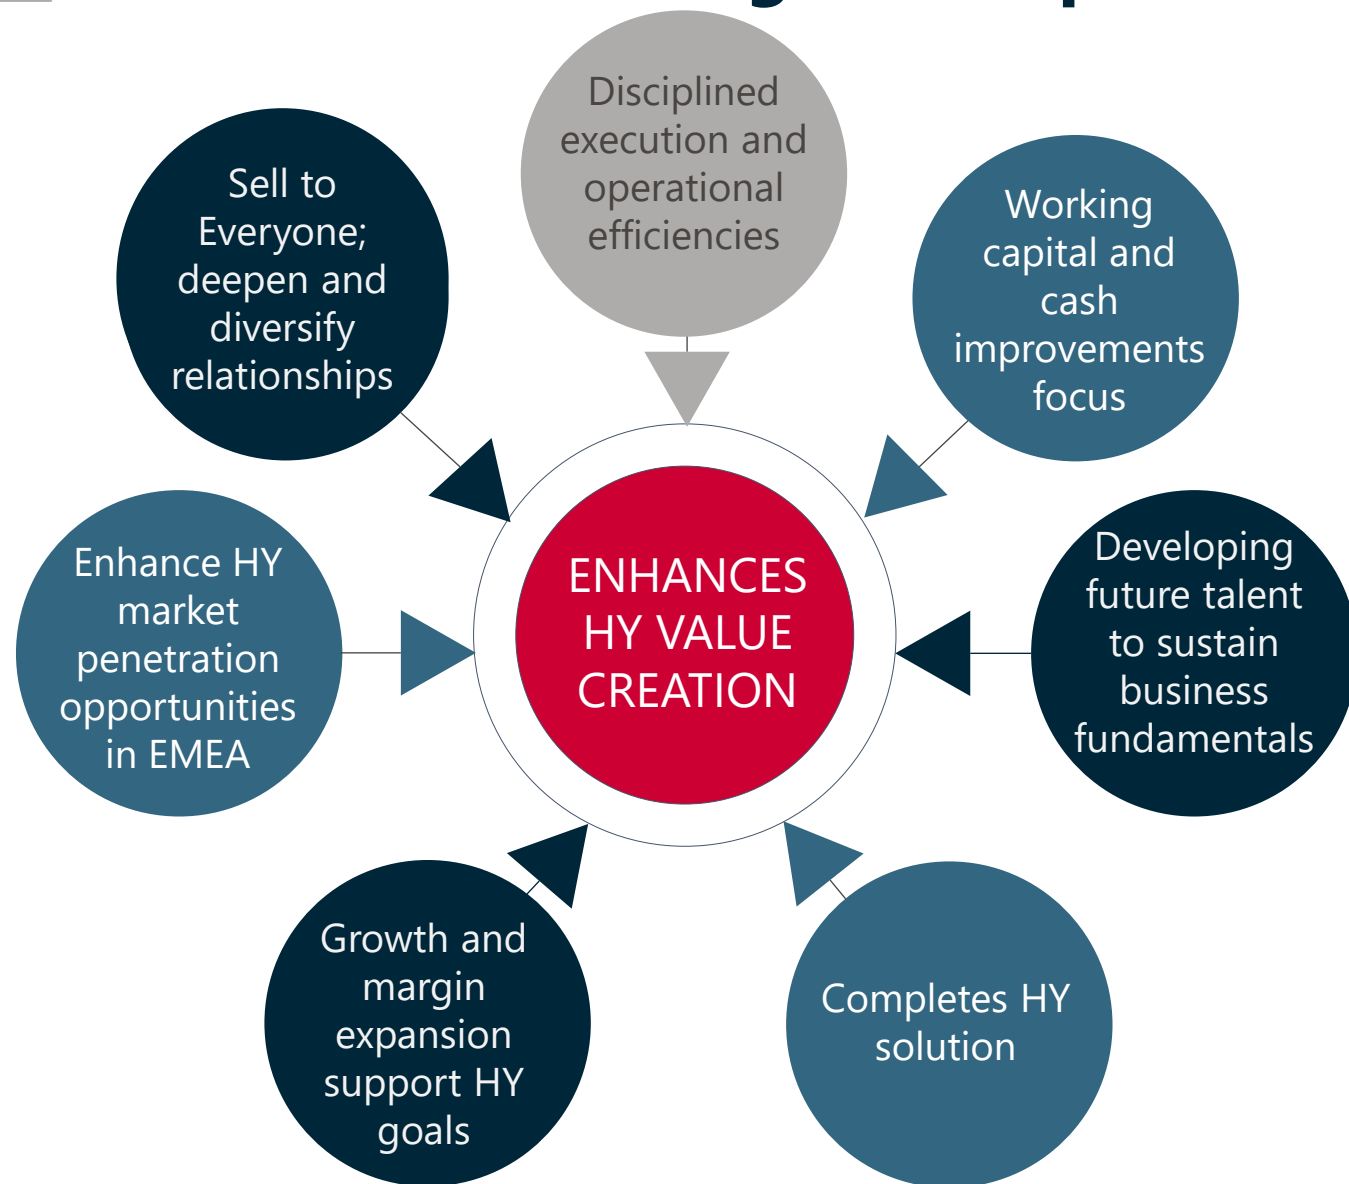 Disciplined
execution and
operational
efficiencies
Sell to
Everyone;
deepen and
diversify
relationships
Working
capital and
cash
improvements
focus
Enhance HY
market
penetration
opportunities
in EMEA
ENHANCES
HY VALUE
CREATION
Developing
future talent
to sustain
business
fundamentals
Growth and
margin
expansion
support HY
goals
Completes HY
solution